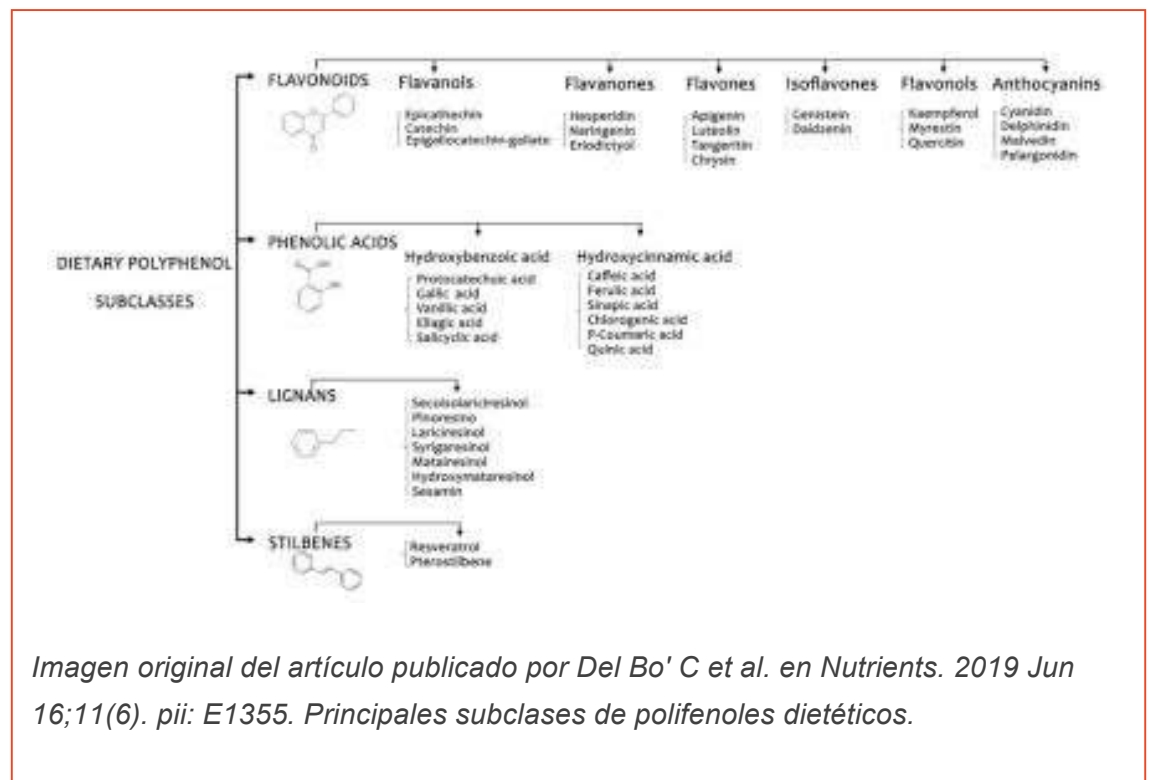 FLAVONOIDS
Flavanols
Epicathechin
Catechin
Epigallocatechin-gallate
Flavanones
Hesperidin
Naringenin
Eriodictyol
Flavones
Apigenin
Luteolin
Tangeritin
Chrysin
Isoflavones
Genistein
Daidzenin
Flavonols
Kaempferol
Myrestin
Quercitin
Anthocyanins
Cyanidin
Delphinidin
Malvedin
Pelargonidin
DIETARY POLYPHENOL
SUBCLASSES
PHENOLIC ACIDS
Hydroxybenzoic acid
Protocatechuic acid
Gallic acid
Vanillic acid
Ellagic acid
Salicyclic acid
Hydroxycinnamic acid
Caffeic acid
Ferulic acid
Sinapic acid
Chlorogenic acid
P-Coumaric acid
Quinic acid
LIGNANS
Secoisolariciresinol
Pinoresino
Lariciresinol
Syrigaresinol
Matairesinol
Hydroxymataresinol
Sesamin
STILBENES
Resveratrol
Pterostilbene
Imagen original del artículo publicado por Del Bo' C et al. en Nutrients. 2019 Jun
16;11(6). pii: E1355. Principales subclases de polifenoles dietéticos.